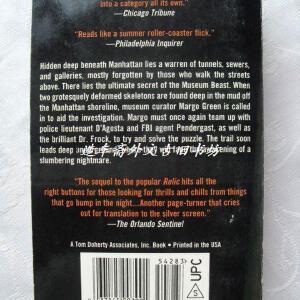 into a category all its own."
—Chicago Tribune
"Reads like a summer roller-coaster flick."
—Philadelphia Inquirer
Hidden deep beneath Manhattan lies a warren of tunnels, sewers,
and galleries, mostly forgotten by those who walk the streets
above. There lies the ultimate secret of the Museum Beast. When
two grotesquely deformed skeletons are found deep in the mud off
the Manhattan shoreline, museum curator Margo Green is called
in to aid the investigation. Margo must once again team up with
police lieutenant D'Agosta and FBI agent Pendergast, as well as
the brilliant Dr. Frock, to try and solve the puzzle. The trail soon
leads deep underground, where they will face the awakening of a
slumbering nightmare.
"The sequel to the popular Relic hits all the
right buttons for those looking for thrills and chills from things
that go bump in the night....Another page-turner that cries
out for translation to the silver screen."
—The Orlando Sentinel
A Tom Doherty Associates, Inc. Book • Printed in the USA
54283
S
UPC